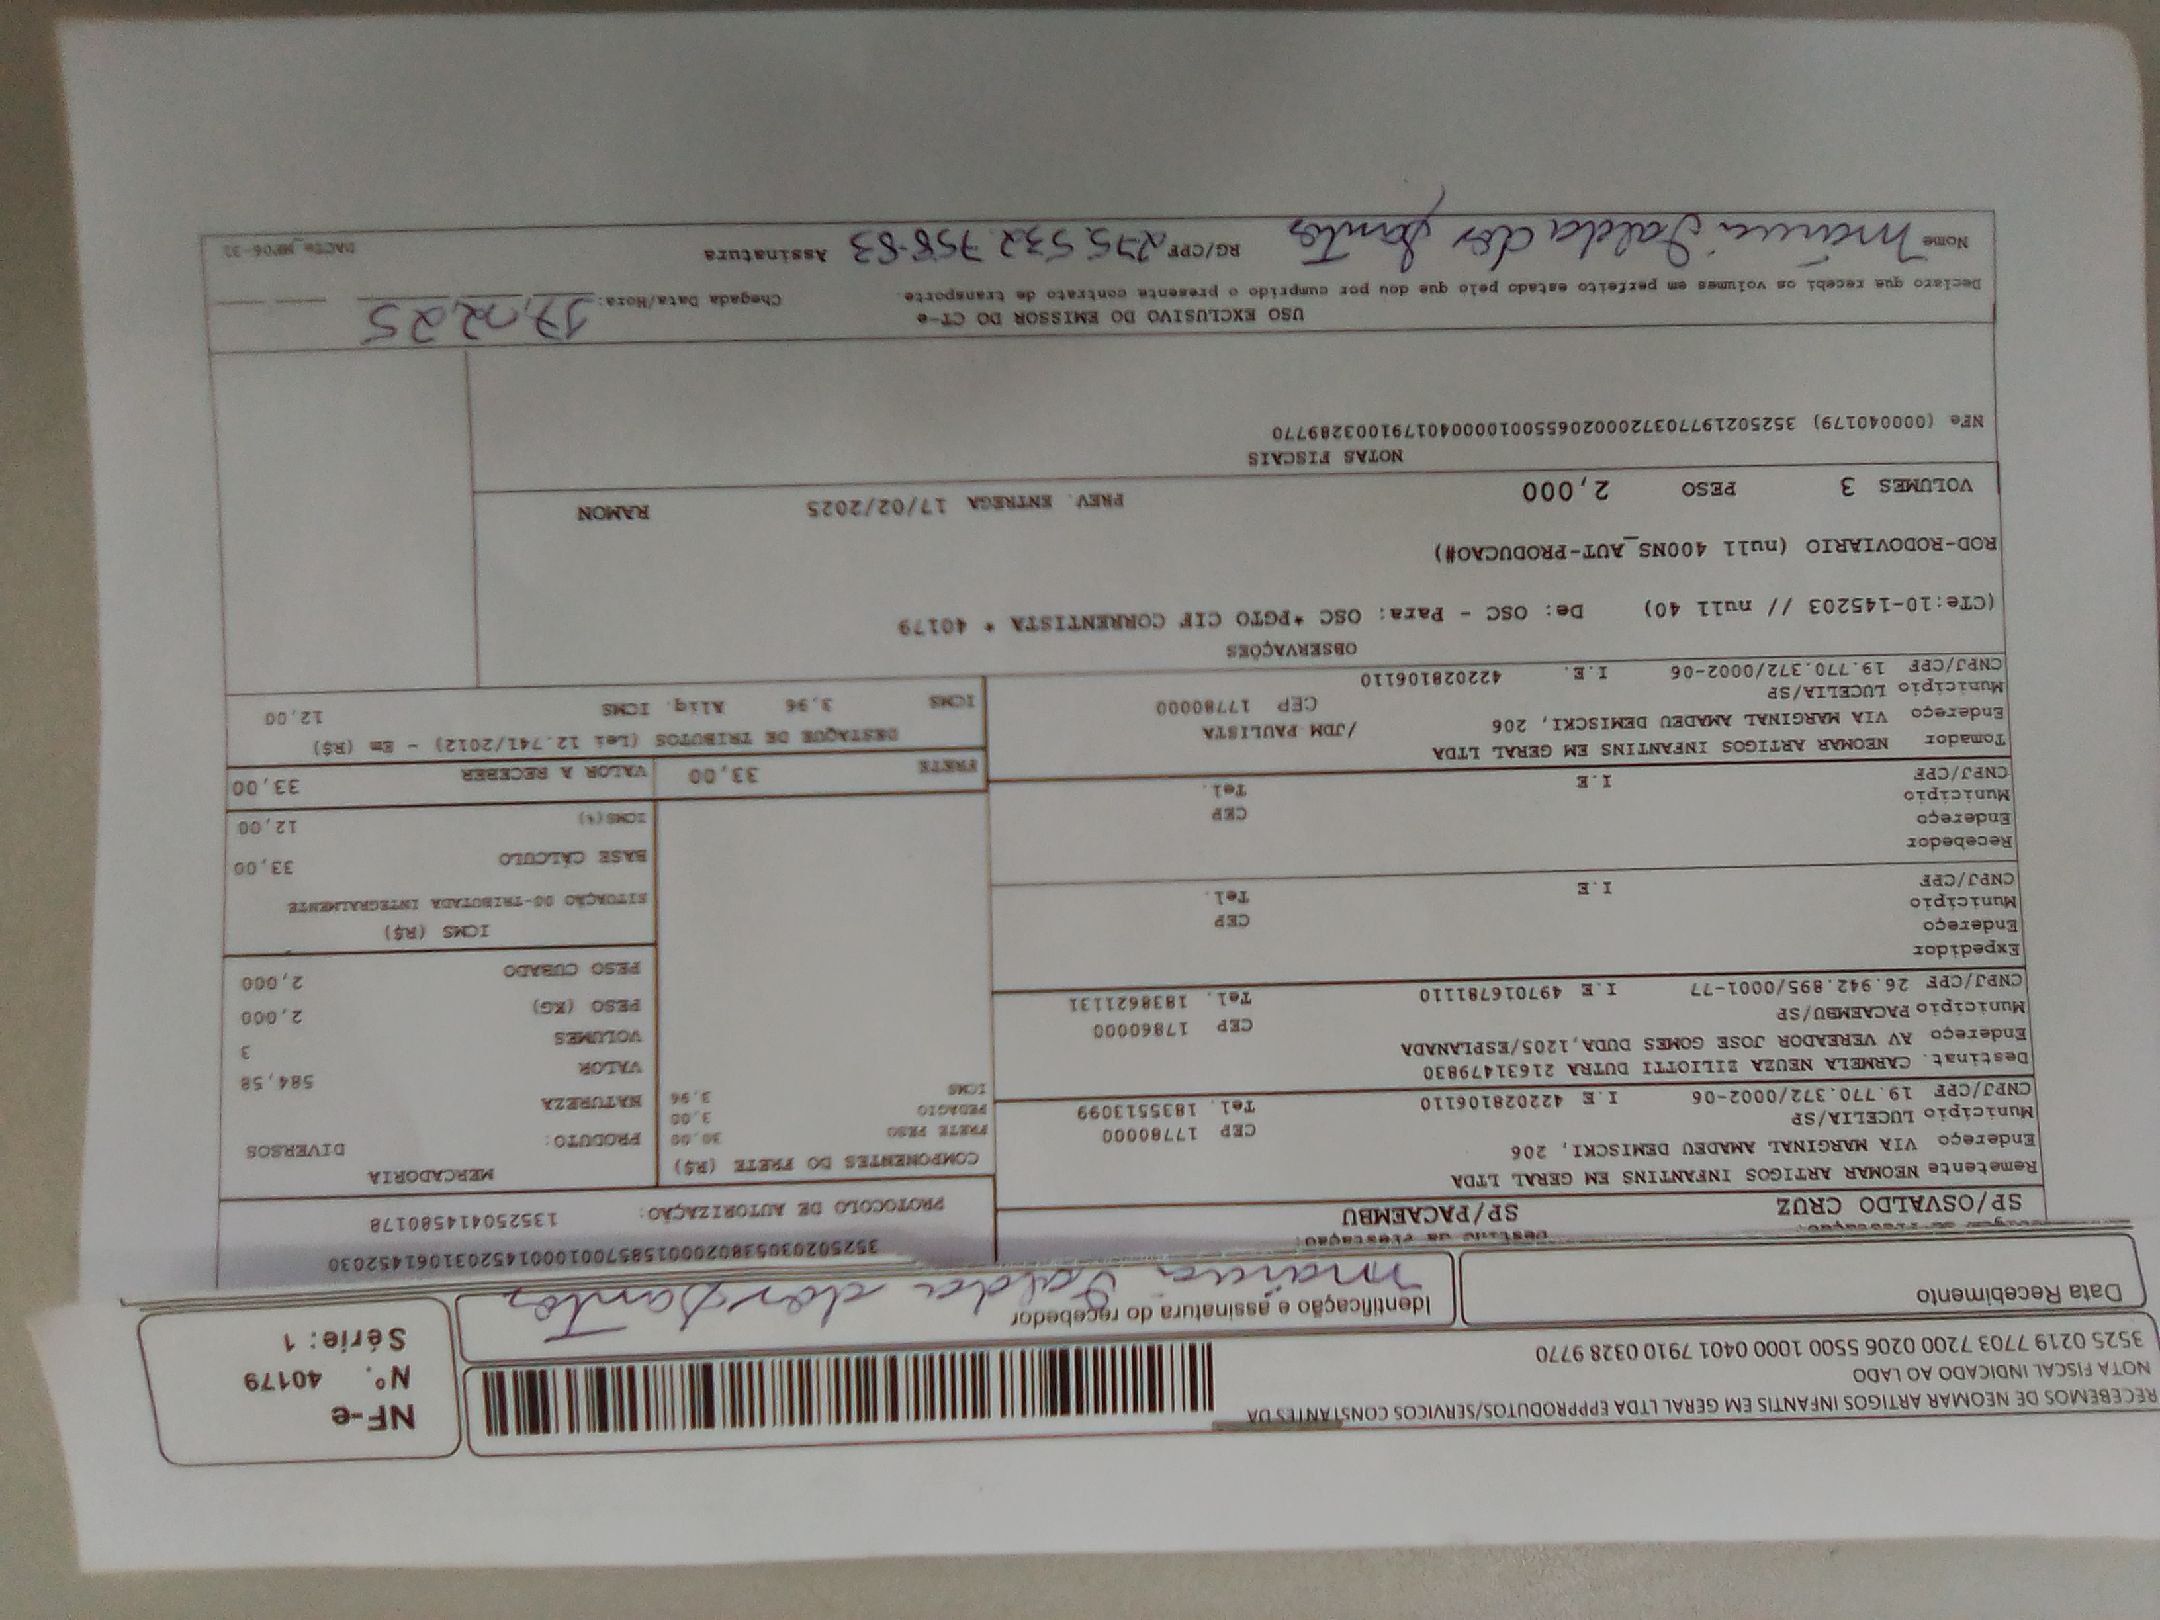 RECEBEMOS DE NEOMAR ARTIGOS INFANTIS EM GERAL LTDA EPPPRODUTOS/SERVICOS CONSTANTES DA
NOTA FISCAL INDICADO AO LADO
3525 0219 7703 7200 0206 5500 1000 0401 7910 0328 9770
NF-e
Nº. 40179
Série: 1
Data Recebimento
Identificação e assinatura do recebedor
dos Santos
Destino da Prestação:
SP/OSVALDO CRUZ SP/PACAEMBU
35250203053802000158570010001452031061452030
PROTOCOLO DE AUTORIZAÇÃO: 135250414580178
Remetente NEOMAR ARTIGOS INFANTINS EM GERAL LTDA
Endereço VIA MARGINAL AMADEU DEMISCKI, 206
Município LUCELIA/SP CEP 17780000
CNPJ/CPF 19.770.372/0002-06 I.E 422028106110 Tel. 1835513099
Destinat. CARMELA NEUZA ZILIOTTI DUTRA 21631479830
Endereço AV VEREADOR JOSE GOMES DUDA,1205/ESPLANADA
Município PACAEMBU/SP CEP 17860000
CNPJ/CPF 26.942.895/0001-77 I.E 497016781110 Tel. 1838621131
Expedidor
Endereço
Município CEP
CNPJ/CPF I.E Tel.
Recebedor
Endereço
Município CEP
CNPJ/CPF I.E Tel.
Tomador NEOMAR ARTIGOS INFANTINS EM GERAL LTDA
Endereço VIA MARGINAL AMADEU DEMISCKI, 206 /JDM PAULISTA
Município LUCELIA/SP CEP 17780000
CNPJ/CPF 19.770.372/0002-06 I.E. 422028106110
COMPONENTES DO FRETE (R$)
FRETE PESO 30,00
PEDAGIO 3,00
ICMS 3,96
MERCADORIA
PRODUTO: DIVERSOS
NATUREZA
VALOR 584,58
VOLUMES 3
PESO (KG) 2,000
PESO CUBADO 2,000
ICMS (R$)
SITUAÇÃO 00-TRIBUTADA INTEGRALMENTE
BASE CÁLCULO 33,00
ICMS(%) 12,00
FRETE 33,00 VALOR A RECEBER 33,00
DESTAQUE DE TRIBUTOS (Lei 12.741/2012) - Em (R$)
ICMS 3,96 Aliq. ICMS 12,00
OBSERVAÇÕES
(CTe:10-145203 // null 40) De: OSC - Para: OSC *PGTO CIF CORRENTISTA * 40179
ROD-RODOVIARIO (null 400NS_AUT-PRODUCAO#)
VOLUMES 3 PESO 2,000 PREV. ENTREGA 17/02/2025 RAMON
NOTAS FISCAIS
NFe (000040179) 35250219770372000206550010000401791003289770
USO EXCLUSIVO DO EMISSOR DO CT-e
Declaro que recebi os volumes em perfeito estado pelo que dou por cumprido o presente contrato de transporte. Chegada Data/Hora: 17,02,25
Nome dos Santos RG/CPF 275.532.758-83 Assinatura